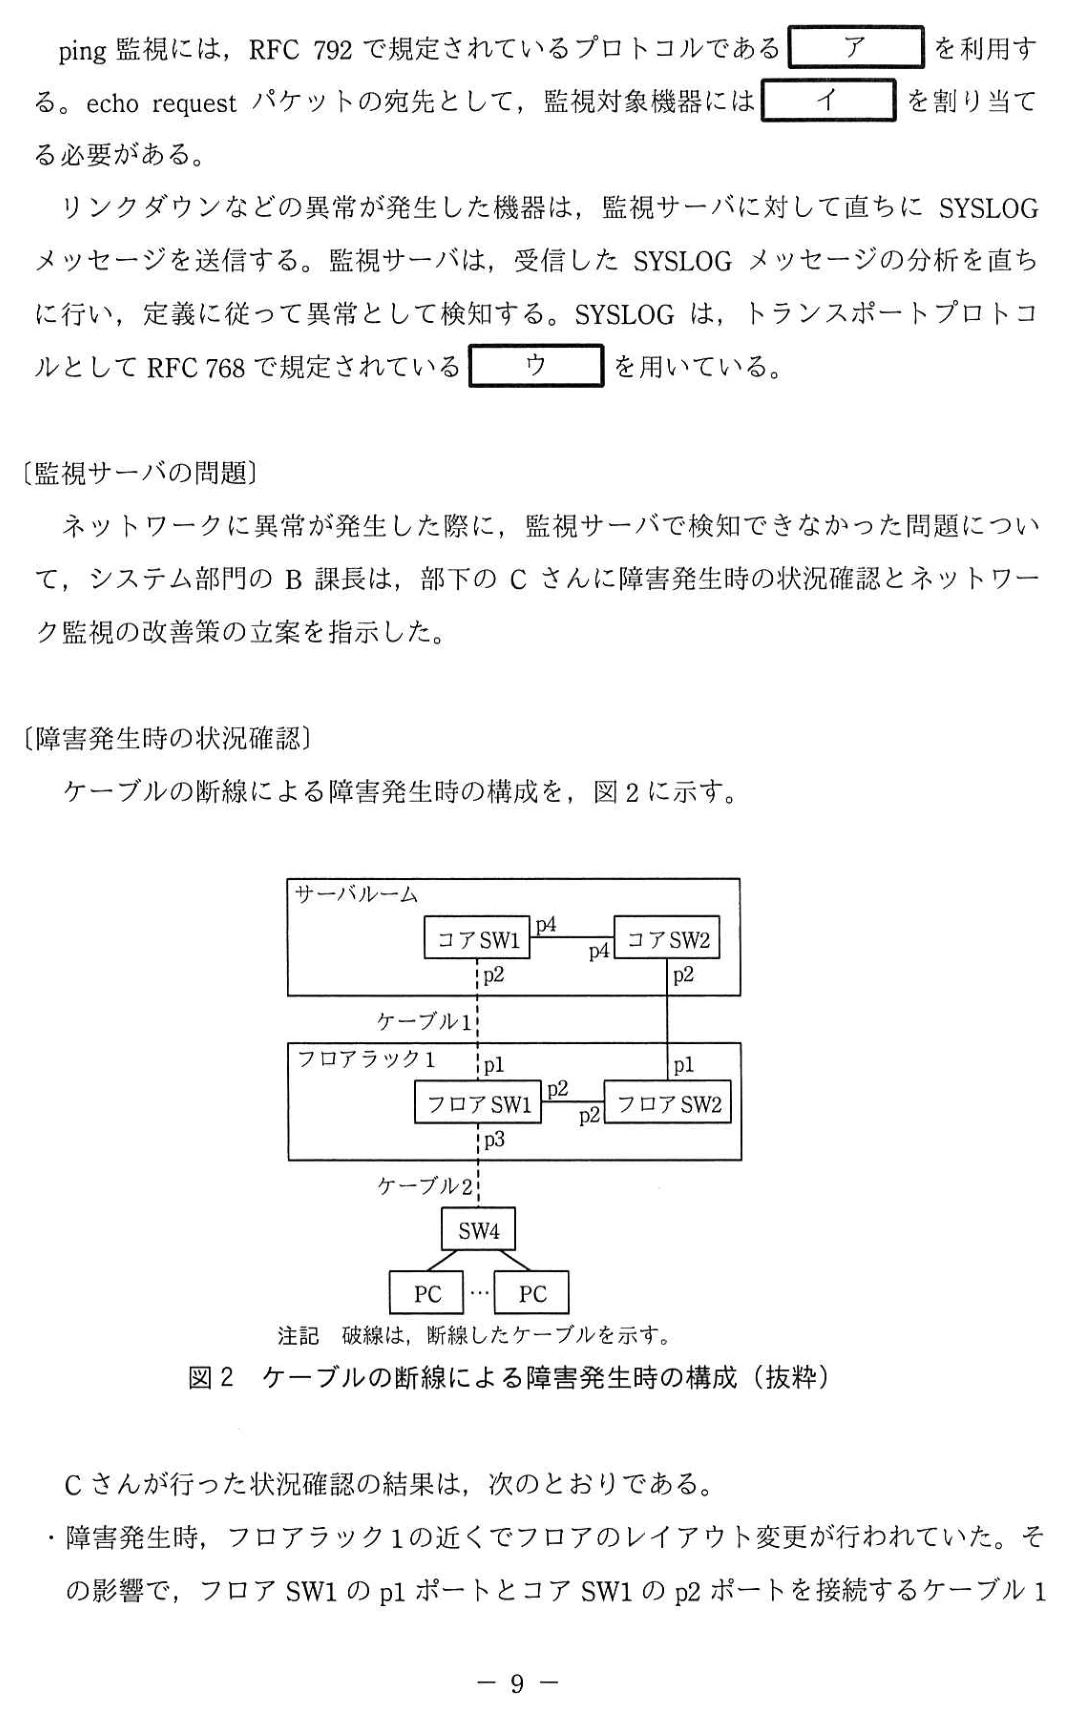 ping 監視には，RFC 792 で規定されているプロトコルである ア を利用す
る。echo request パケットの宛先として，監視対象機器には イ を割り当て
る必要がある。
リンクダウンなどの異常が発生した機器は，監視サーバに対して直ちに SYSLOG
メッセージを送信する。監視サーバは，受信した SYSLOG メッセージの分析を直ち
に行い，定義に従って異常として検知する。SYSLOG は，トランスポートプロトコ
ルとして RFC 768 で規定されている ウ を用いている。
〔監視サーバの問題〕
ネットワークに異常が発生した際に，監視サーバで検知できなかった問題につい
て，システム部門の B 課長は，部下の C さんに障害発生時の状況確認とネットワー
ク監視の改善策の立案を指示した。
〔障害発生時の状況確認〕
ケーブルの断線による障害発生時の構成を，図 2 に示す。
サーバルーム
コアSW1 p4 p4 コアSW2
p2 p2
ケーブル1
フロアラック1
p1 p1
フロアSW1 p2 p2 フロアSW2
p3
ケーブル2
SW4
PC … PC
注記　破線は，断線したケーブルを示す。
図 2　ケーブルの断線による障害発生時の構成（抜粋）
C さんが行った状況確認の結果は，次のとおりである。
・障害発生時，フロアラック1の近くでフロアのレイアウト変更が行われていた。そ
の影響で，フロア SW1 の p1 ポートとコア SW1 の p2 ポートを接続するケーブル 1
－ 9 －